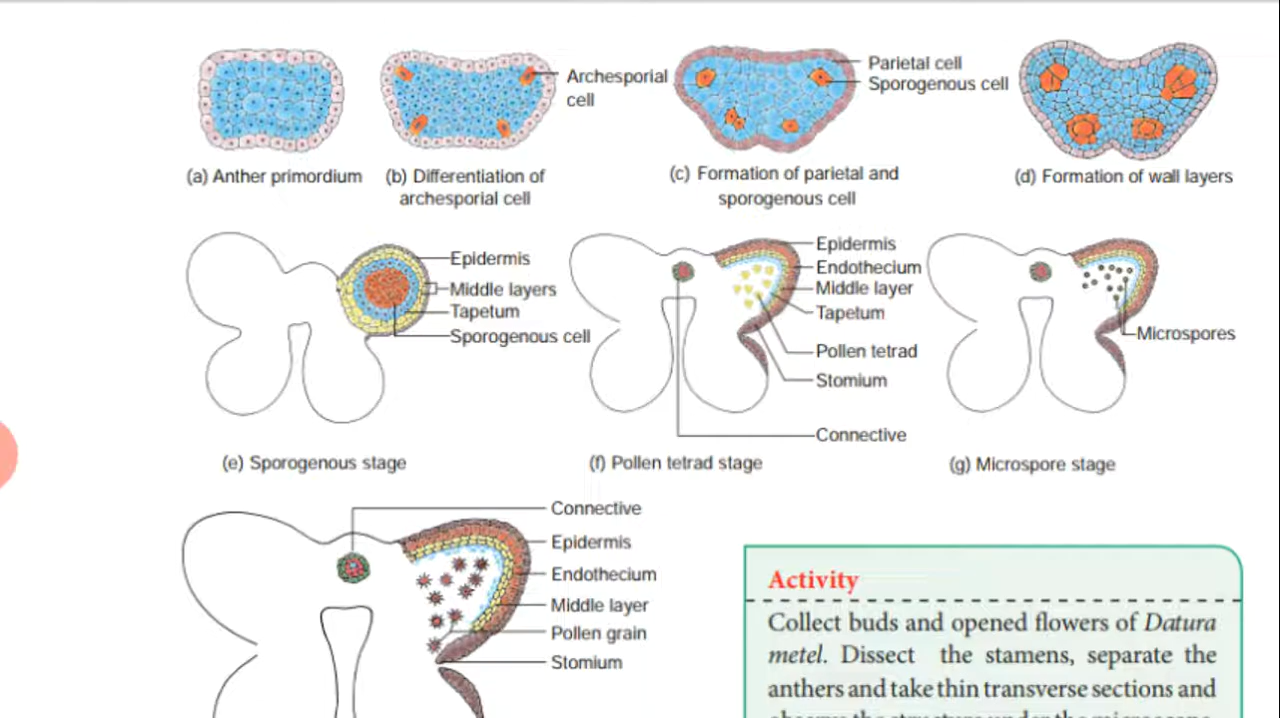 Archesporial
cell
Parietal cell
Sporogenous cell
(a) Anther primordium
(b) Differentiation of
archesporial cell
(c) Formation of parietal and
sporogenous cell
(d) Formation of wall layers
Epidermis
Middle layers
Tapetum
Sporogenous cell
Epidermis
Endothecium
Middle layer
Tapetum
Pollen tetrad
Stomium
Connective
Microspores
(e) Sporogenous stage
(f) Pollen tetrad stage
(g) Microspore stage
Connective
Epidermis
Endothecium
Middle layer
Pollen grain
Stomium
Activity
Collect buds and opened flowers of Datura
metel. Dissect the stamens, separate the
anthers and take thin transverse sections and